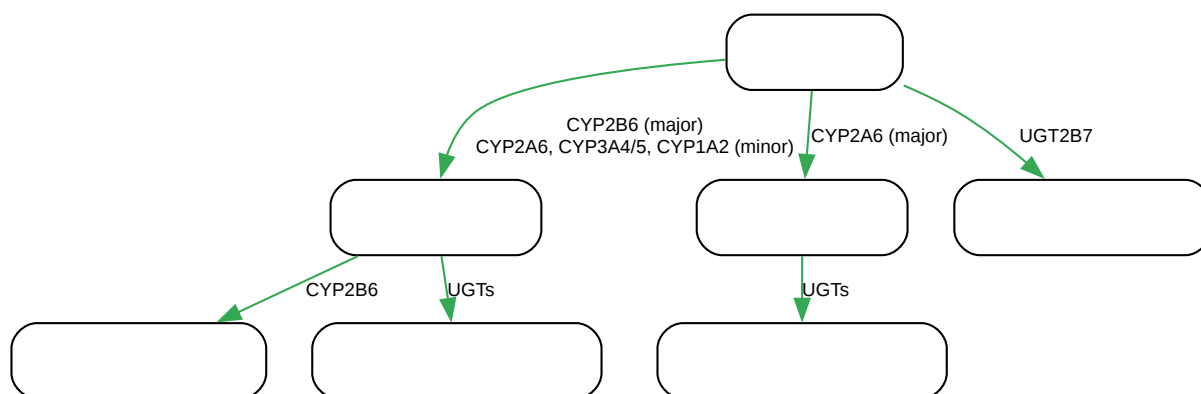 CYP2B6 (major)
CYP2A6, CYP3A4/5, CYP1A2 (minor)
CYP2A6 (major)
UGT2B7
CYP2B6
UGTs
UGTs